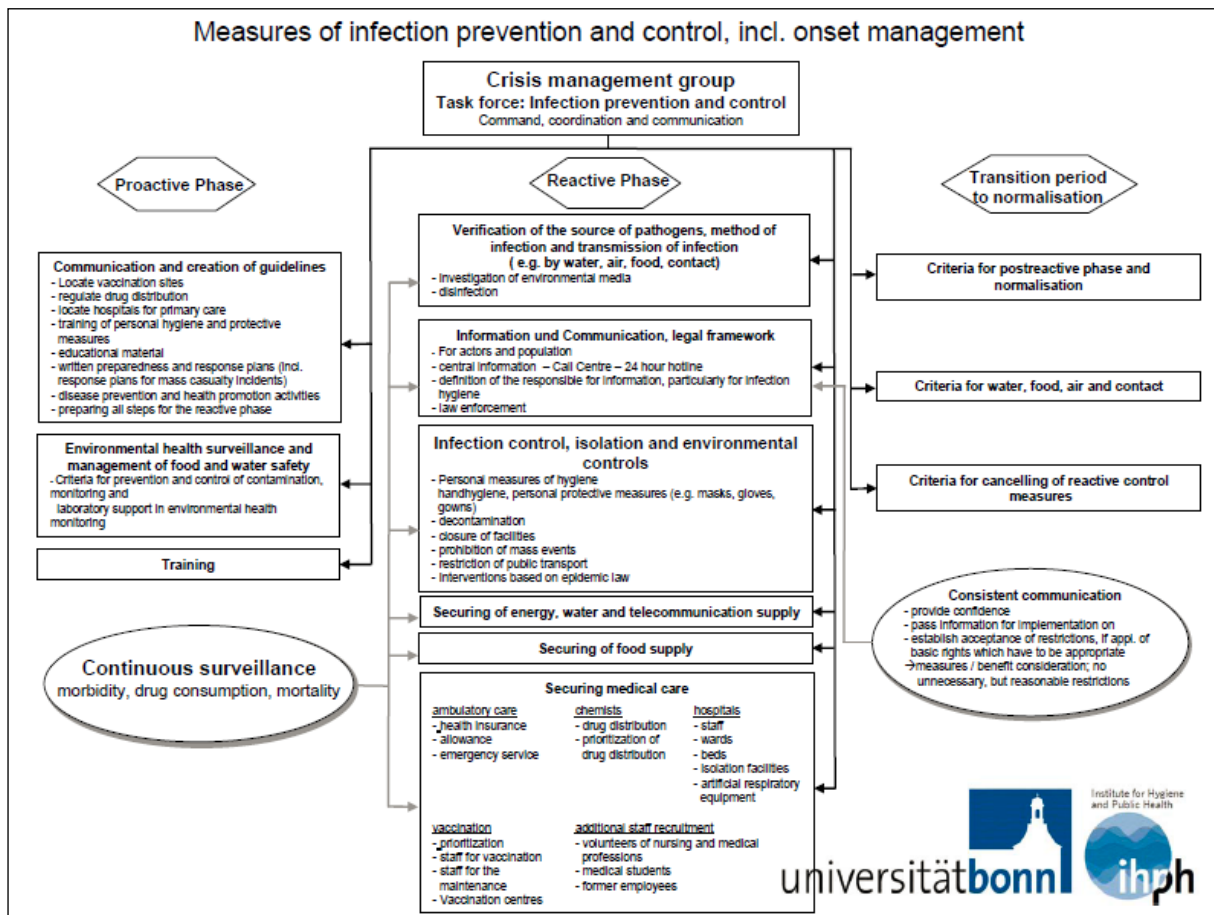 Measures of infection prevention and control, incl. onset management
Crisis management group
Task force: Infection prevention and control
Command, coordination and communication
Proactive Phase
Communication and creation of guidelines
- Locate vaccination sites
- regulate drug distribution
- locate hospitals for primary care
- training of personal hygiene and protective
measures
- educational material
- written preparedness and response plans (incl.
response plans for mass casualty incidents)
- disease prevention and health promotion activities
- preparing all steps for the reactive phase
Environmental health surveillance and
management of food and water safety
- Criteria for prevention and control of contamination,
monitoring and
laboratory support in environmental health
monitoring
Training
Continuous surveillance
morbidity, drug consumption, mortality
Reactive Phase
Verification of the source of pathogens, method of
infection and transmission of infection
( e.g. by water, air, food, contact)
- Investigation of environmental media
- disinfection
Information und Communication, legal framework
- For actors and population
- central information – Call Centre – 24 hour hotline
- definition of the responsible for information, particularly for infection
hygiene
- law enforcement
Infection control, isolation and environmental
controls
- Personal measures of hygiene
handhygiene, personal protective measures (e.g. masks, gloves,
gowns)
- decontamination
- closure of facilities
- prohibition of mass events
- restriction of public transport
- Interventions based on epidemic law
Securing of energy, water and telecommunication supply
Securing of food supply
Securing medical care
ambulatory care
- health insurance
- allowance
- emergency service
chemists
- drug distribution
- prioritization of
drug distribution
hospitals
- staff
- wards
- beds
- isolation facilities
- artificial respiratory
equipment
vaccination
- prioritization
- staff for vaccination
- staff for the
maintenance
- Vaccination centres
additional staff recruitment
- volunteers of nursing and medical
professions
- medical students
- former employees
Transition period
to normalisation
Criteria for postreactive phase and
normalisation
Criteria for water, food, air and contact
Criteria for cancelling of reactive control
measures
Consistent communication
- provide confidence
- pass information for implementation on
- establish acceptance of restrictions, if appl. of
basic rights which have to be appropriate
→measures / benefit consideration; no
unnecessary, but reasonable restrictions
universitätbonn
Institute for Hygiene
and Public Health
ihph